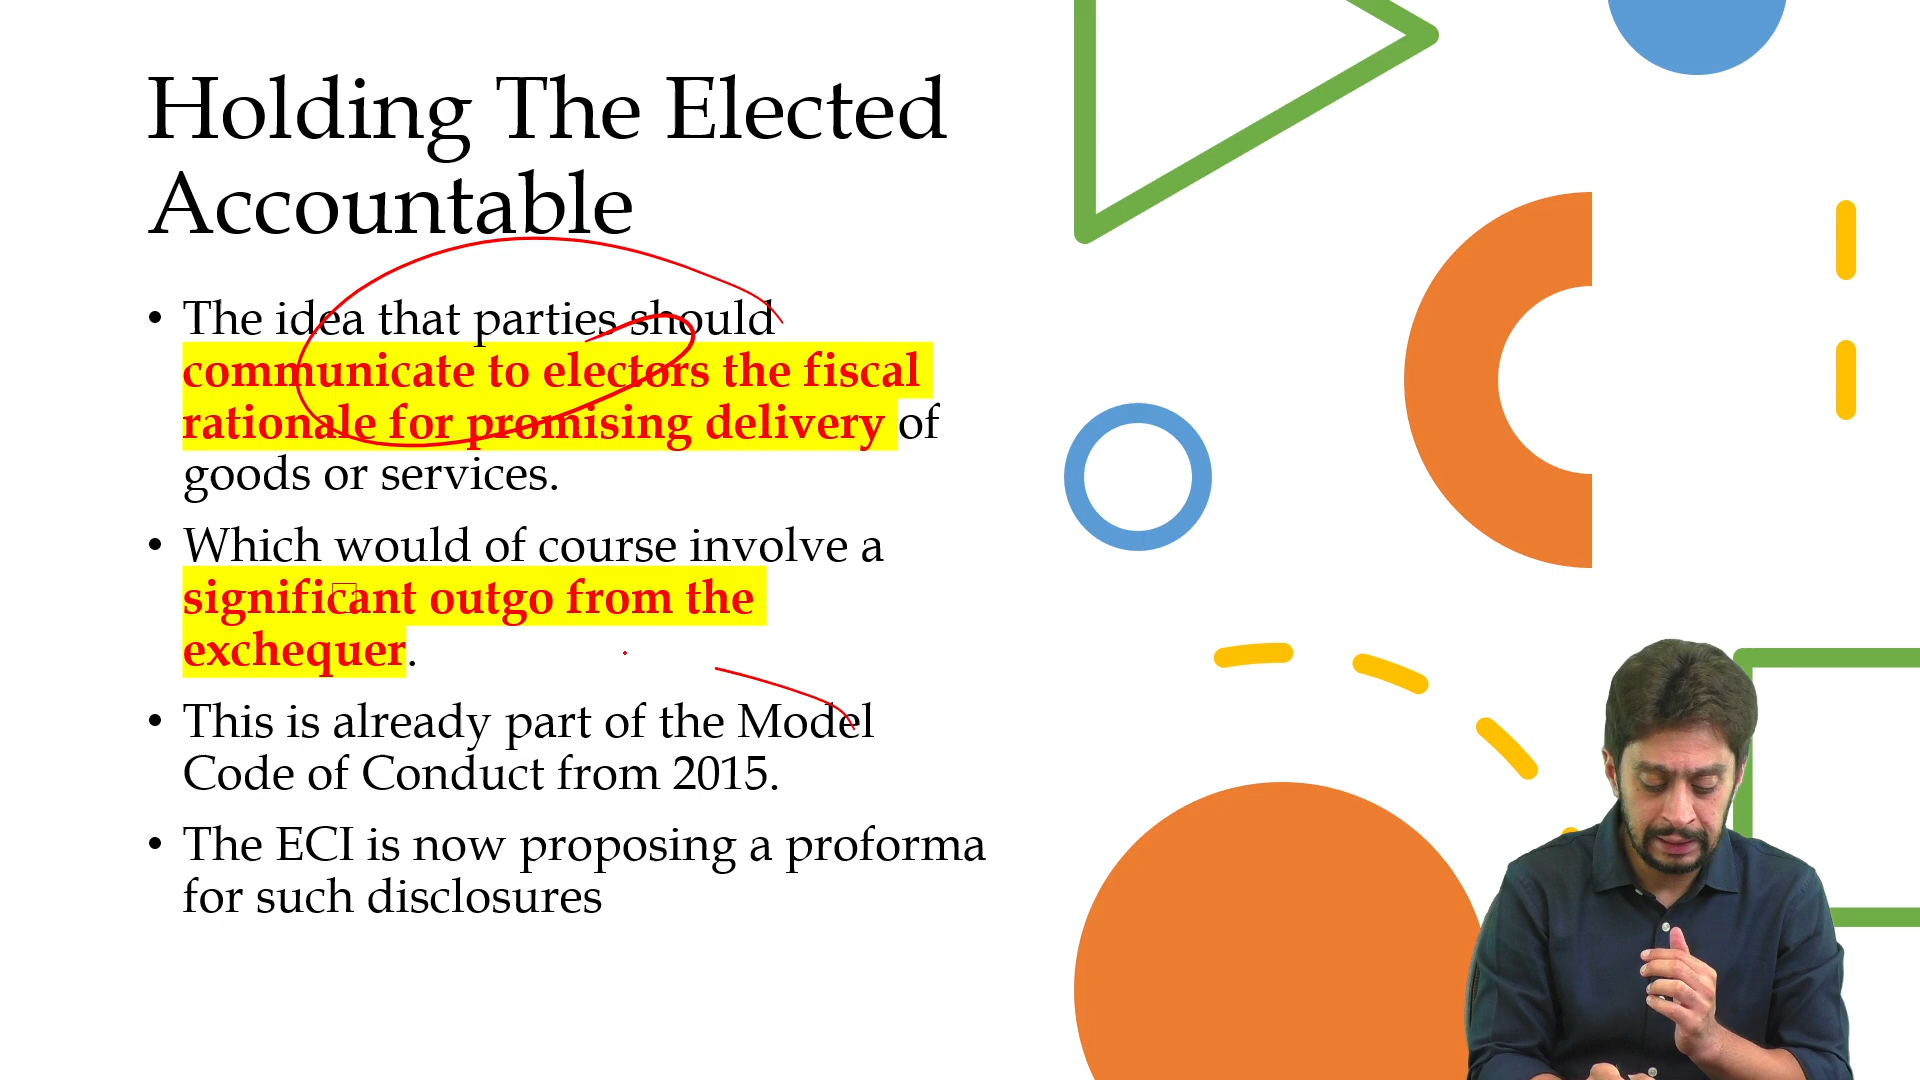 Holding The Elected
Accountable
• The idea that parties should
communicate to electors the fiscal
rationale for promising delivery of
goods or services.
• Which would of course involve a
significant outgo from the
exchequer.
• This is already part of the Model
Code of Conduct from 2015.
• The ECI is now proposing a proforma
for such disclosures